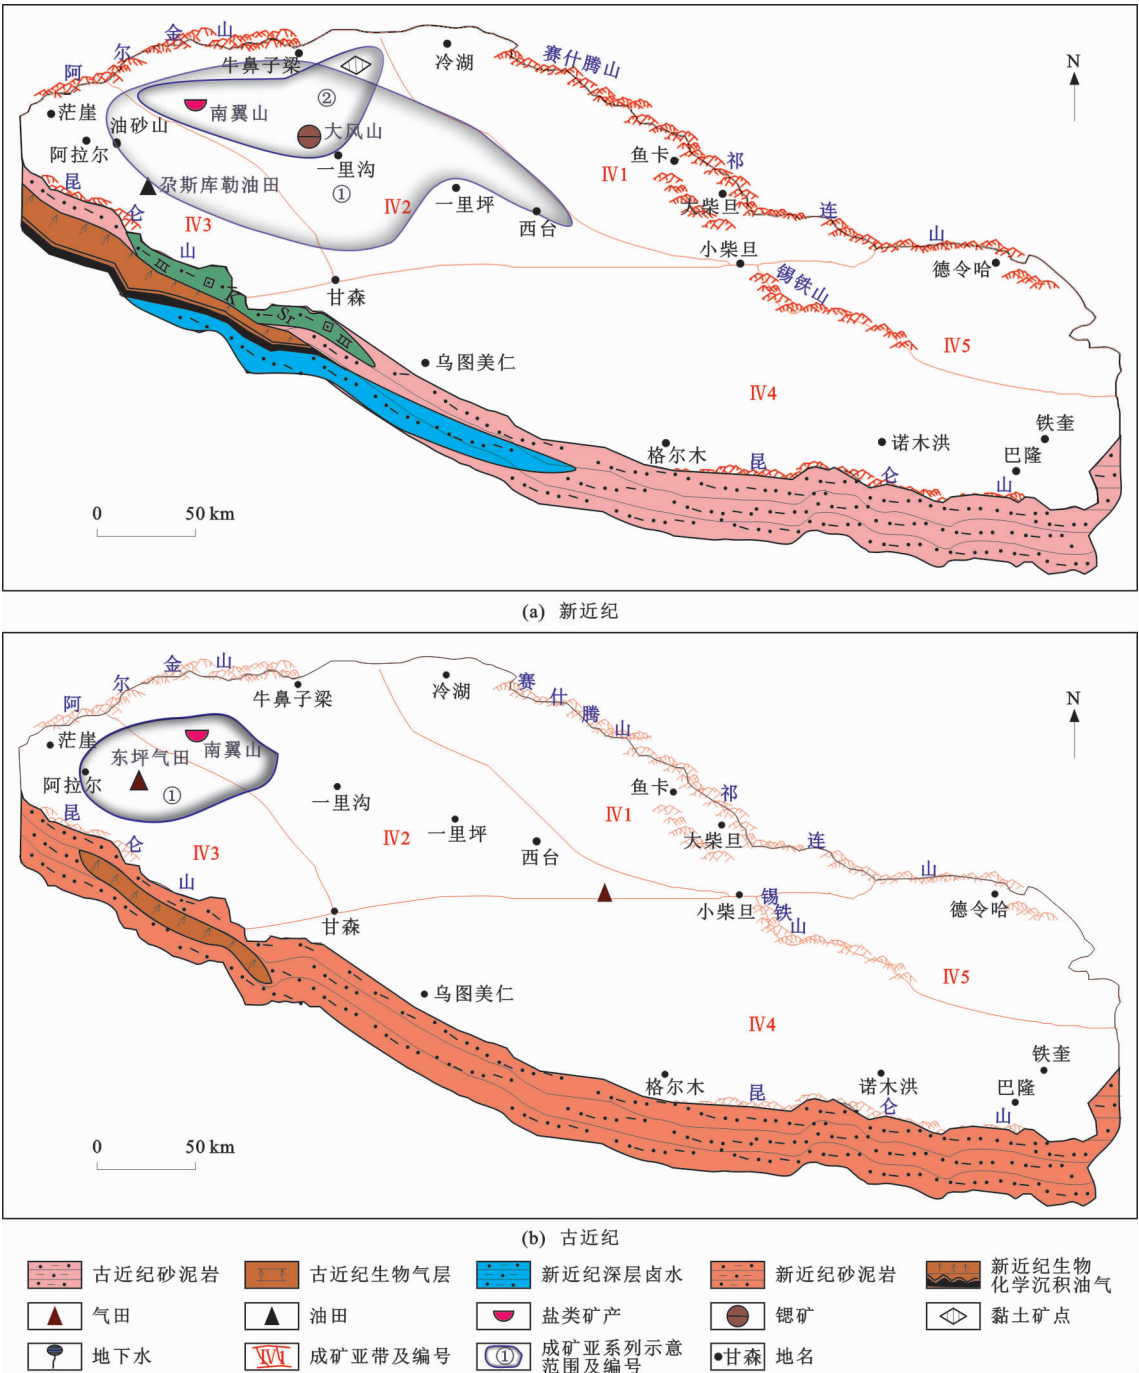 阿尔金山
牛鼻子梁
冷湖
赛什腾山
N
茫崖
油砂山
阿拉尔
南翼山
②
大风山
一里沟
①
尕斯库勒油田
昆仑山
Ⅳ3
Ⅳ2
一里坪
西台
Ⅳ1
鱼卡
祁连山
大柴旦
小柴旦
锡铁山
德令哈
甘森
K
Sr
乌图美仁
Ⅳ5
Ⅳ4
铁奎
诺木洪
巴隆
格尔木
昆仑山
0 50 km
(a) 新近纪
阿尔金山
牛鼻子梁
冷湖
赛什腾山
N
茫崖
东坪气田
南翼山
阿拉尔
①
一里沟
昆仑山
Ⅳ3
Ⅳ2
一里坪
西台
Ⅳ1
鱼卡
祁连山
大柴旦
小柴旦
锡铁山
德令哈
甘森
乌图美仁
Ⅳ5
Ⅳ4
铁奎
诺木洪
巴隆
格尔木
昆仑山
0 50 km
(b) 古近纪
古近纪砂泥岩
古近纪生物气层
新近纪深层卤水
新近纪砂泥岩
新近纪生物
化学沉积油气
气田
油田
盐类矿产
锶矿
黏土矿点
地下水
Ⅳ1 成矿亚带及编号
① 成矿亚系列示意
范围及编号
甘森 地名